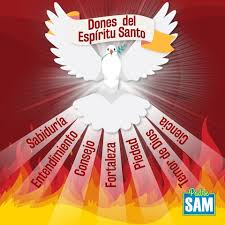 Dones del
Espíritu Santo
Sabiduría
Entendimiento
Consejo
Fortaleza
Piedad
Temor de Dios
Ciencia
Padre
SAM